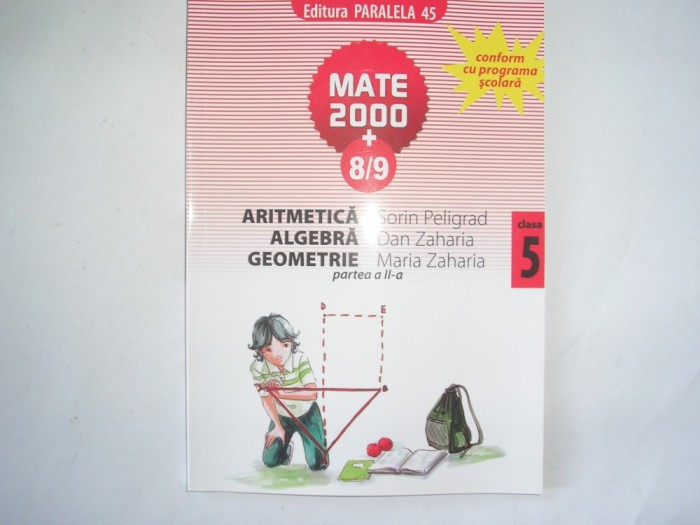 Editura PARALELA 45
conform
cu programa
școlară
MATE
2000
+
8/9
ARITMETICĂ Sorin Peligrad
ALGEBRĂ Dan Zaharia
GEOMETRIE Maria Zaharia
partea a II-a
clasa
5
D E
B